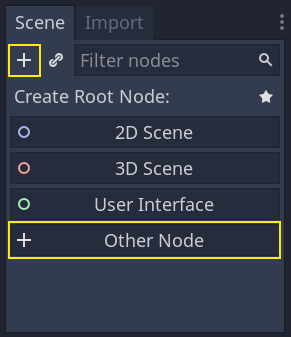 Scene Import
Filter nodes
Create Root Node:
2D Scene
3D Scene
User Interface
Other Node